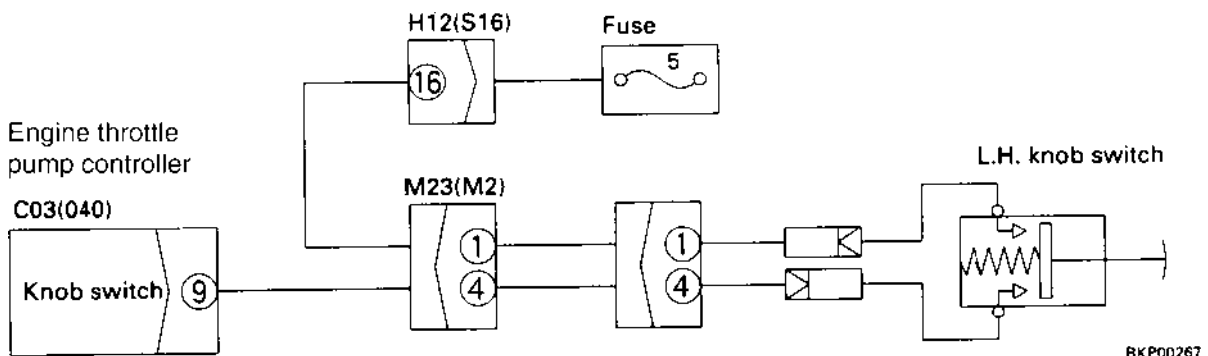 H12(S16)
Fuse
16
5
Engine throttle
pump controller
L.H. knob switch
M23(M2)
C03(040)
1
1
Knob switch
9
4
4
BKP00267